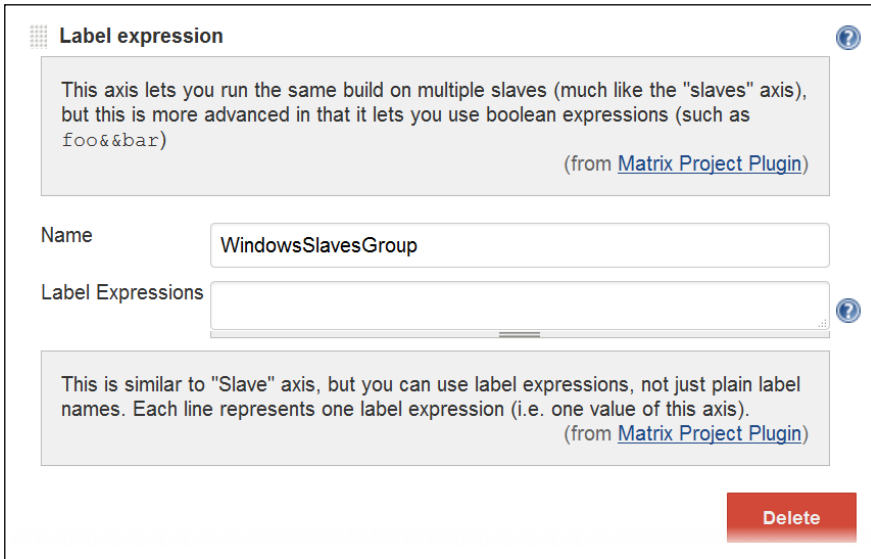 Label expression
This axis lets you run the same build on multiple slaves (much like the "slaves" axis),
but this is more advanced in that it lets you use boolean expressions (such as
foo&&bar)
(from Matrix Project Plugin)
Name
WindowsSlavesGroup
Label Expressions
This is similar to "Slave" axis, but you can use label expressions, not just plain label
names. Each line represents one label expression (i.e. one value of this axis).
(from Matrix Project Plugin)
Delete